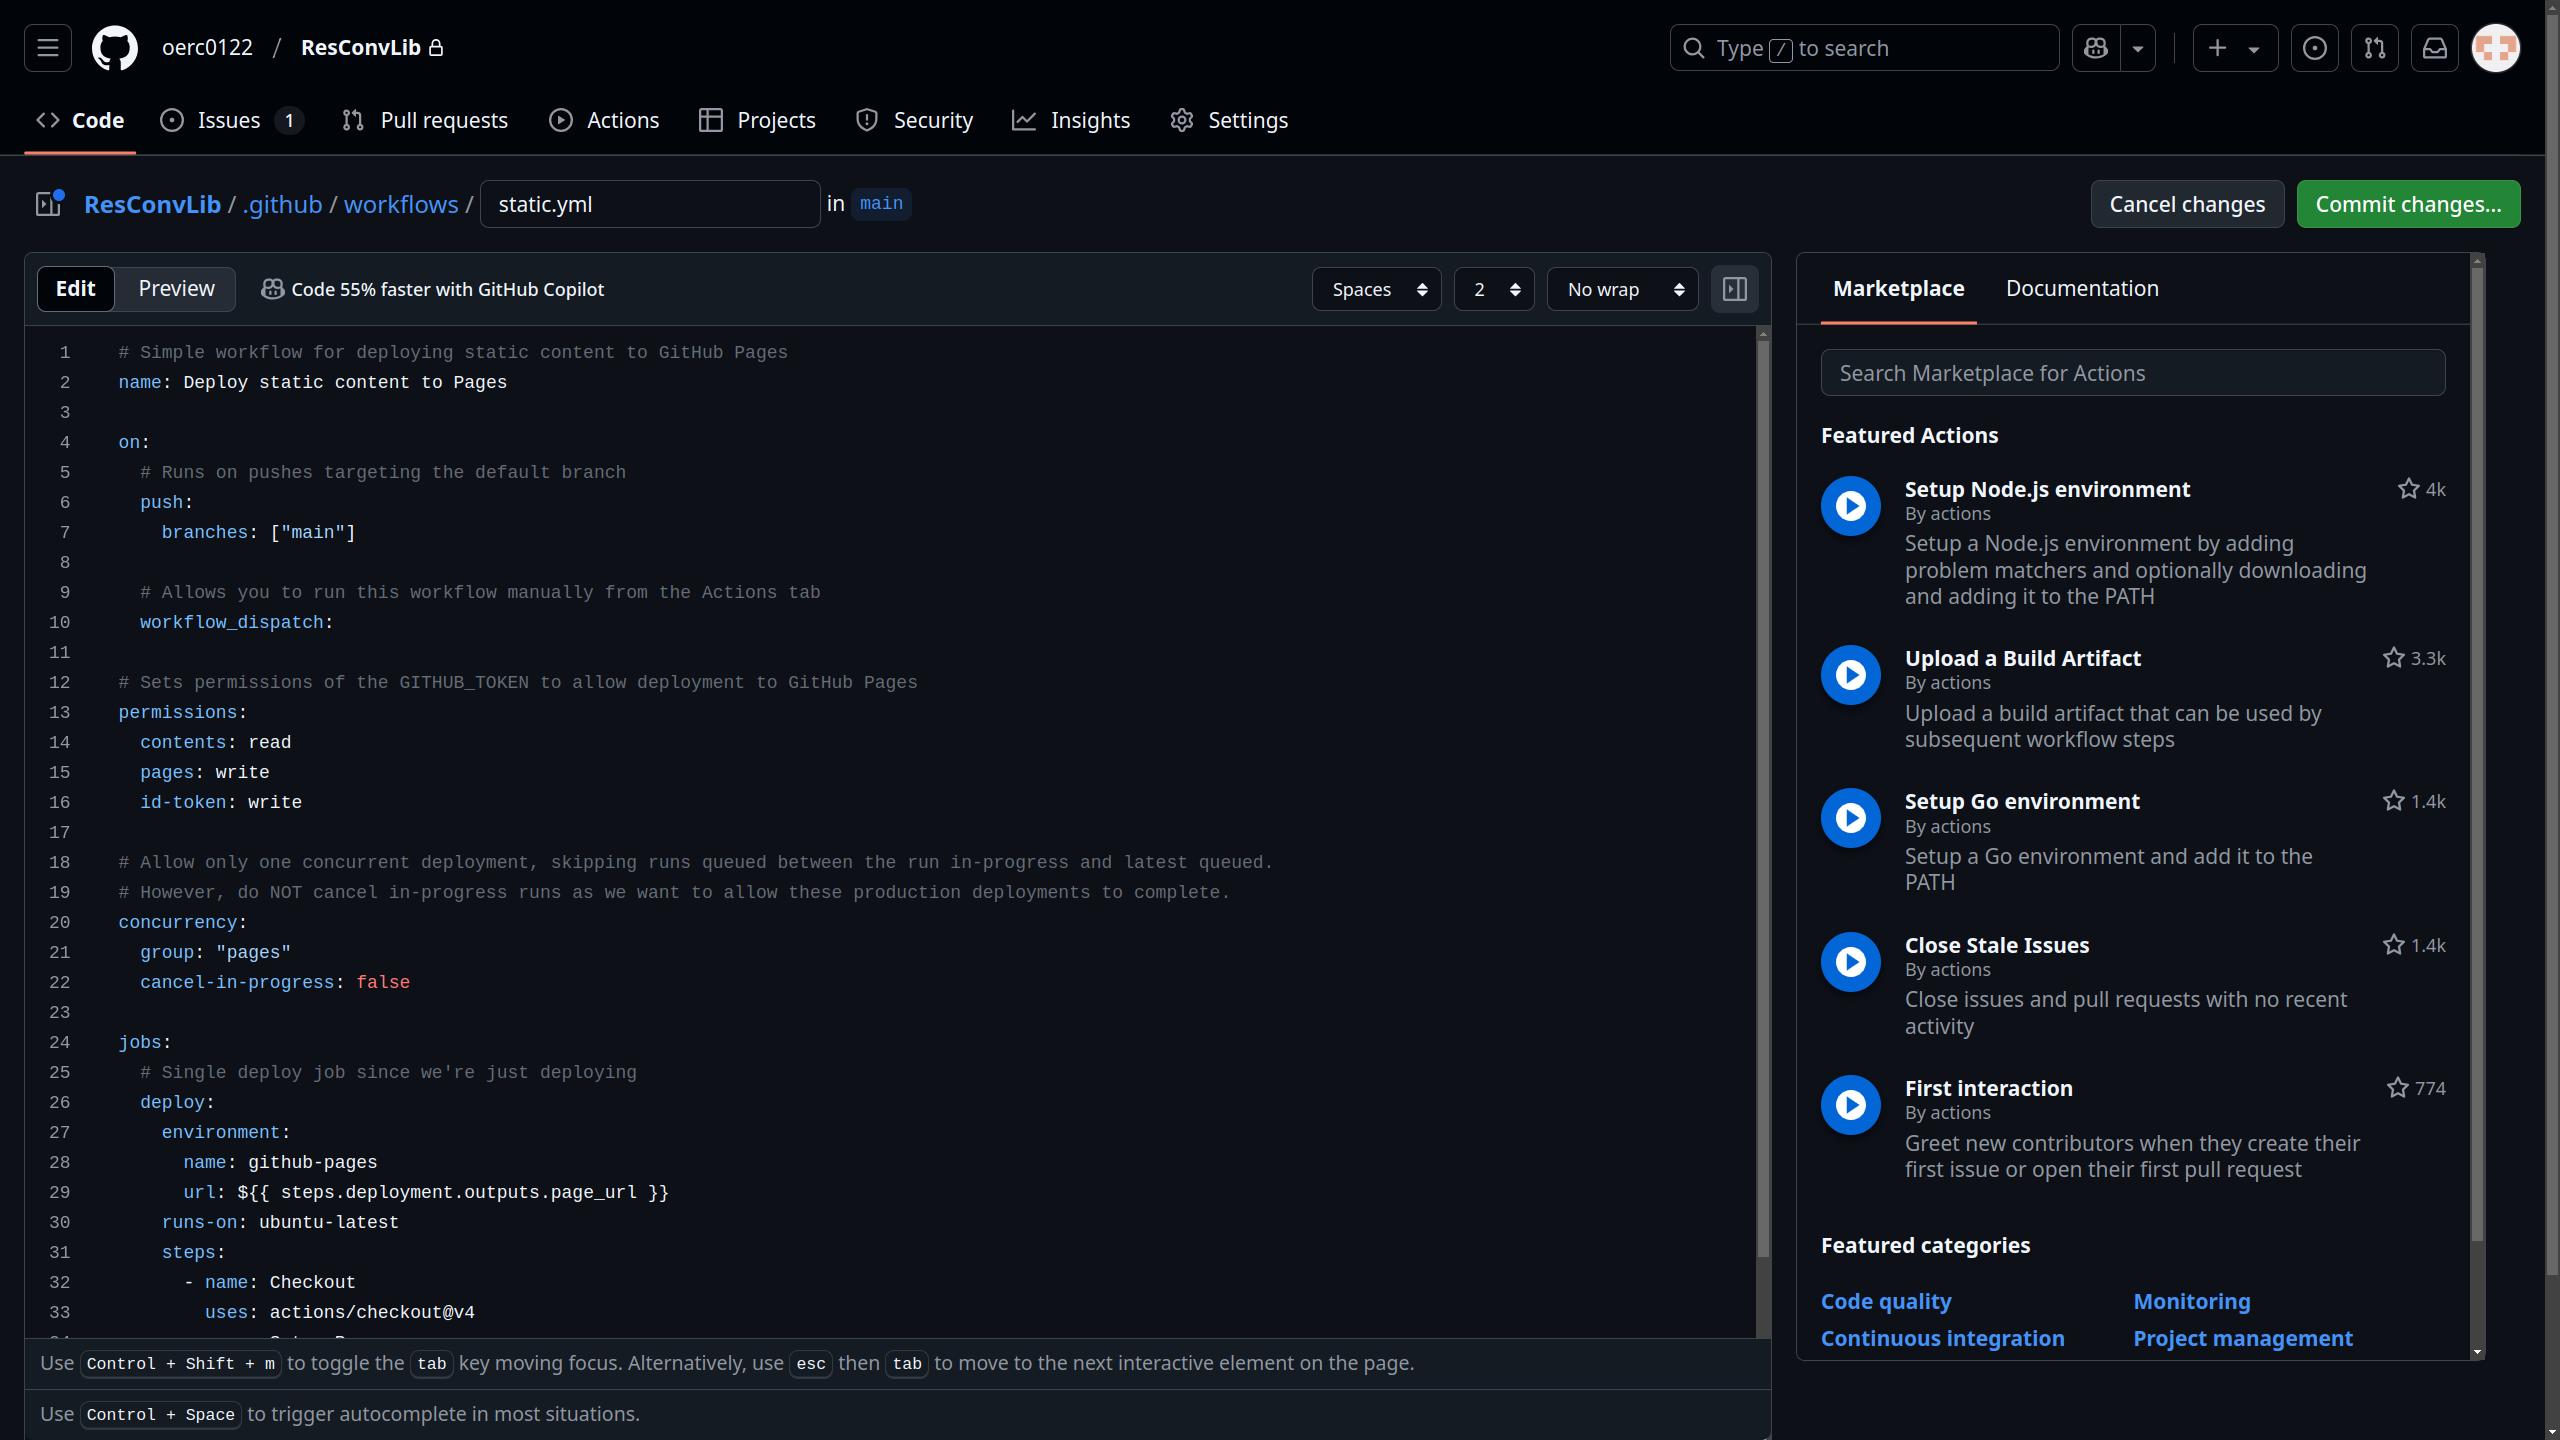 oerc0122 / ResConvLib
Type / to search
Code
Issues 1
Pull requests
Actions
Projects
Security
Insights
Settings
ResConvLib / .github / workflows / static.yml in main
Cancel changes
Commit changes...
Edit
Preview
Code 55% faster with GitHub Copilot
Spaces
2
No wrap
1 # Simple workflow for deploying static content to GitHub Pages
2 name: Deploy static content to Pages
3
4 on:
5 # Runs on pushes targeting the default branch
6 push:
7 branches: ["main"]
8
9 # Allows you to run this workflow manually from the Actions tab
10 workflow_dispatch:
11
12 # Sets permissions of the GITHUB_TOKEN to allow deployment to GitHub Pages
13 permissions:
14 contents: read
15 pages: write
16 id-token: write
17
18 # Allow only one concurrent deployment, skipping runs queued between the run in-progress and latest queued.
19 # However, do NOT cancel in-progress runs as we want to allow these production deployments to complete.
20 concurrency:
21 group: "pages"
22 cancel-in-progress: false
23
24 jobs:
25 # Single deploy job since we're just deploying
26 deploy:
27 environment:
28 name: github-pages
29 url: ${{ steps.deployment.outputs.page_url }}
30 runs-on: ubuntu-latest
31 steps:
32 - name: Checkout
33 uses: actions/checkout@v4
Use Control + Shift + m to toggle the tab key moving focus. Alternatively, use esc then tab to move to the next interactive element on the page.
Use Control + Space to trigger autocomplete in most situations.
Marketplace
Documentation
Search Marketplace for Actions
Featured Actions
Setup Node.js environment
4k
By actions
Setup a Node.js environment by adding
problem matchers and optionally downloading
and adding it to the PATH
Upload a Build Artifact
3.3k
By actions
Upload a build artifact that can be used by
subsequent workflow steps
Setup Go environment
1.4k
By actions
Setup a Go environment and add it to the
PATH
Close Stale Issues
1.4k
By actions
Close issues and pull requests with no recent
activity
First interaction
774
By actions
Greet new contributors when they create their
first issue or open their first pull request
Featured categories
Code quality
Monitoring
Continuous integration
Project management